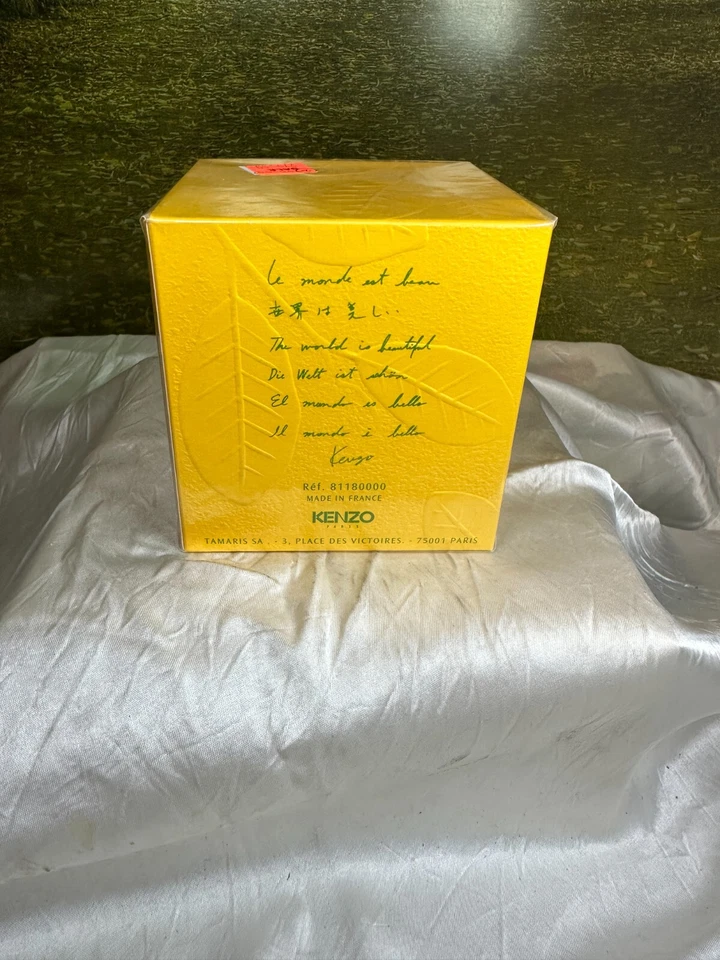 Le monde est beau
世界は美しい
The world is beautiful
Die Welt ist schön
El mundo es bello
Il mondo è bello
Kenzo
Réf. 81180000
MADE IN FRANCE
KENZO
PARIS
TAMARIS SA . - 3, PLACE DES VICTOIRES. - 75001 PARIS